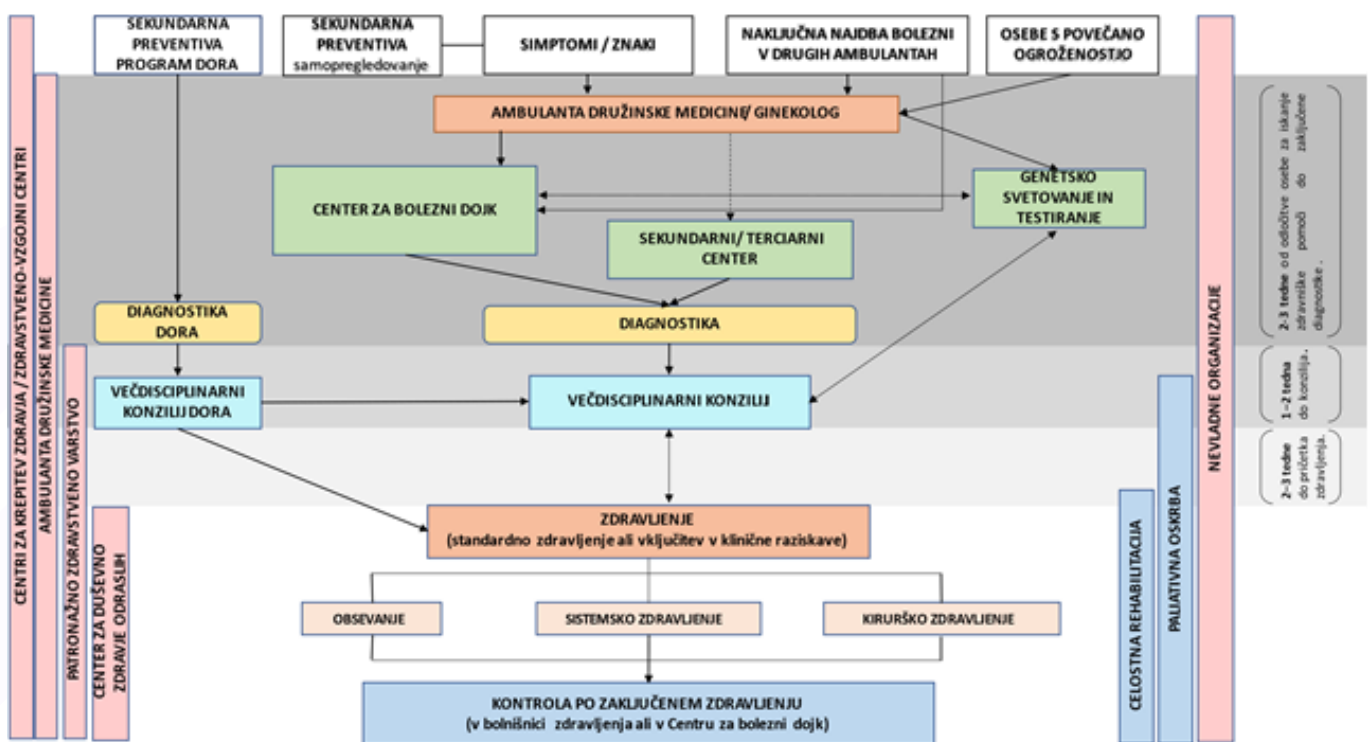 SEKUNDARNA
PREVENTIVA
PROGRAM DORA
SEKUNDARNA
PREVENTIVA
samopregledovanje
SIMPTOMI / ZNAKI
NAKLJUČNA NAJDBA BOLEZNI
V DRUGIH AMBULANTAH
OSEBE S POVEČANO
OGROŽENOSTJO
AMBULANTA DRUŽINSKE MEDICINE/ GINEKOLOG
CENTER ZA BOLEZNI DOJK
GENETSKO
SVETOVANJE IN
TESTIRANJE
SEKUNDARNI/ TERCIARNI
CENTER
DIAGNOSTIKA
DORA
DIAGNOSTIKA
VEČDISCIPLINARNI
KONZILIJ DORA
VEČDISCIPLINARNI KONZILIJ
ZDRAVLJENJE
(standardno zdravljenje ali vključitev v klinične raziskave)
OBSEVANJE
SISTEMSKO ZDRAVLJENJE
KIRURŠKO ZDRAVLJENJE
KONTROLA PO ZAKLJUČENEM ZDRAVLJENJU
(v bolnišnici zdravljenja ali v Centru za bolezni dojk)
CENTRI ZA KREPITEV ZDRAVJA / ZDRAVSTVENO-VZGOJNI CENTRI
AMBULANTA DRUŽINSKE MEDICINE
PATRONAŽNO ZDRAVSTVENO VARSTVO
CENTER ZA DUŠEVNO
ZDRAVJE ODRASLIH
CELOSTNA REHABILITACIJA
PALIATIVNA OSKRBA
NEVLADNE ORGANIZACIJE
2-3 tedne od odločitve osebe za iskanje
zdravniške pomoči do zaključene
diagnostike.
1–2 tedna
do konzilija.
2–3 tedne
do pričetka
zdravljenja.